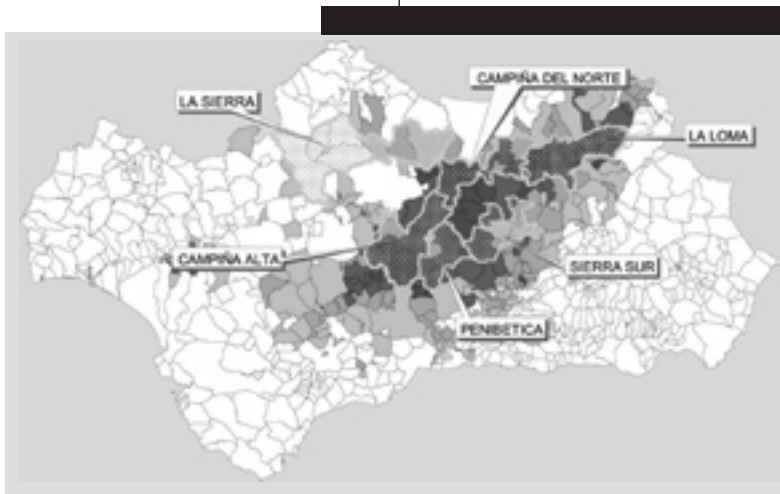 CAMPIÑA DEL NORTE
LA SIERRA
LA LOMA
CAMPIÑA ALTA
SIERRA SUR
PENIBETICA